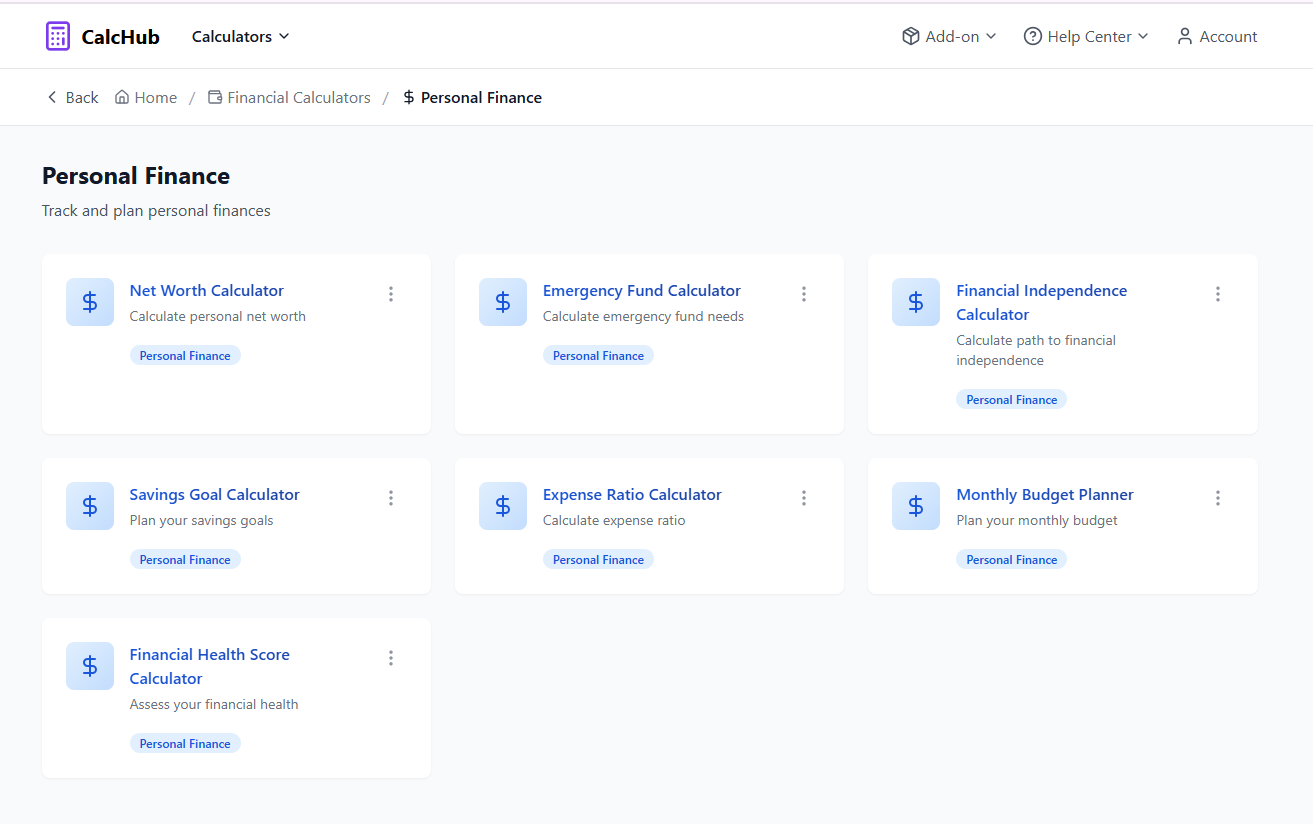 CalcHub
Calculators
Add-on
Help Center
Account
Back
Home / Financial Calculators / $ Personal Finance
Personal Finance
Track and plan personal finances
$
Net Worth Calculator
Calculate personal net worth
Personal Finance
$
Emergency Fund Calculator
Calculate emergency fund needs
Personal Finance
$
Financial Independence
Calculator
Calculate path to financial
independence
Personal Finance
$
Savings Goal Calculator
Plan your savings goals
Personal Finance
$
Expense Ratio Calculator
Calculate expense ratio
Personal Finance
$
Monthly Budget Planner
Plan your monthly budget
Personal Finance
$
Financial Health Score
Calculator
Assess your financial health
Personal Finance